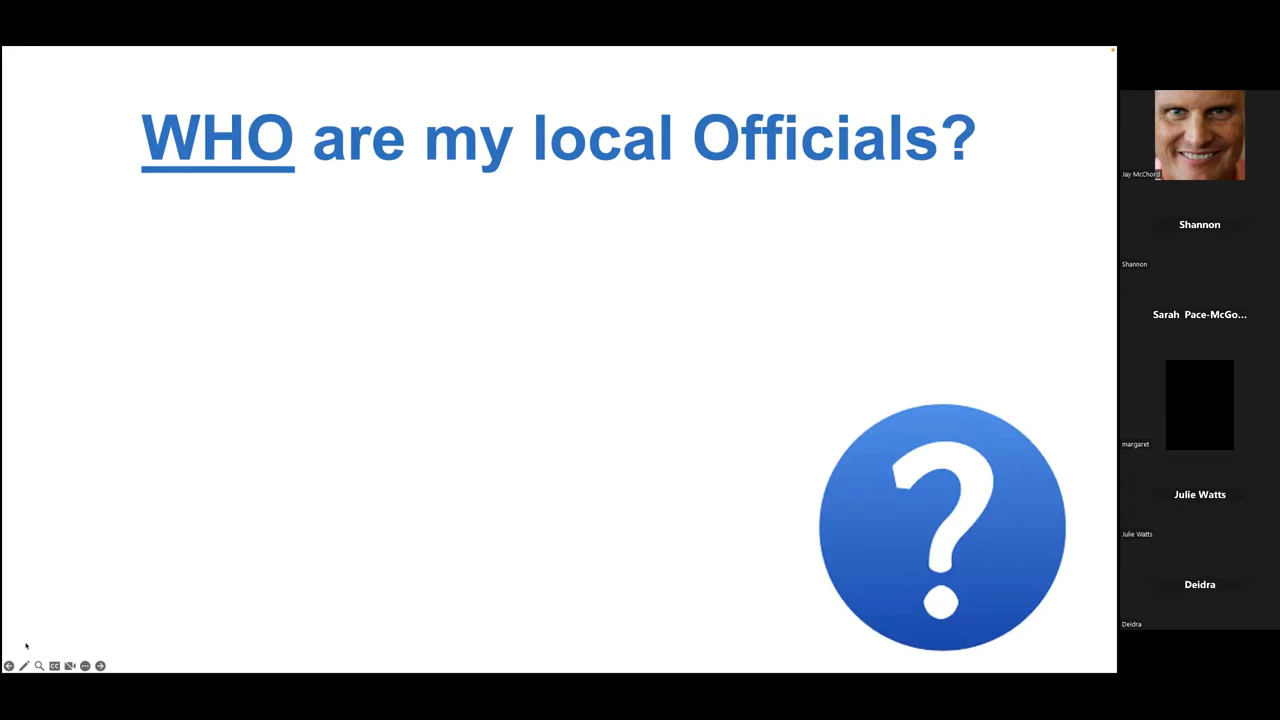 WHO are my local Officials?
Jay McChord
Shannon
Shannon
Sarah Pace-McGo...
margaret
Julie Watts
Julie Watts
Deidra
Deidra
CC